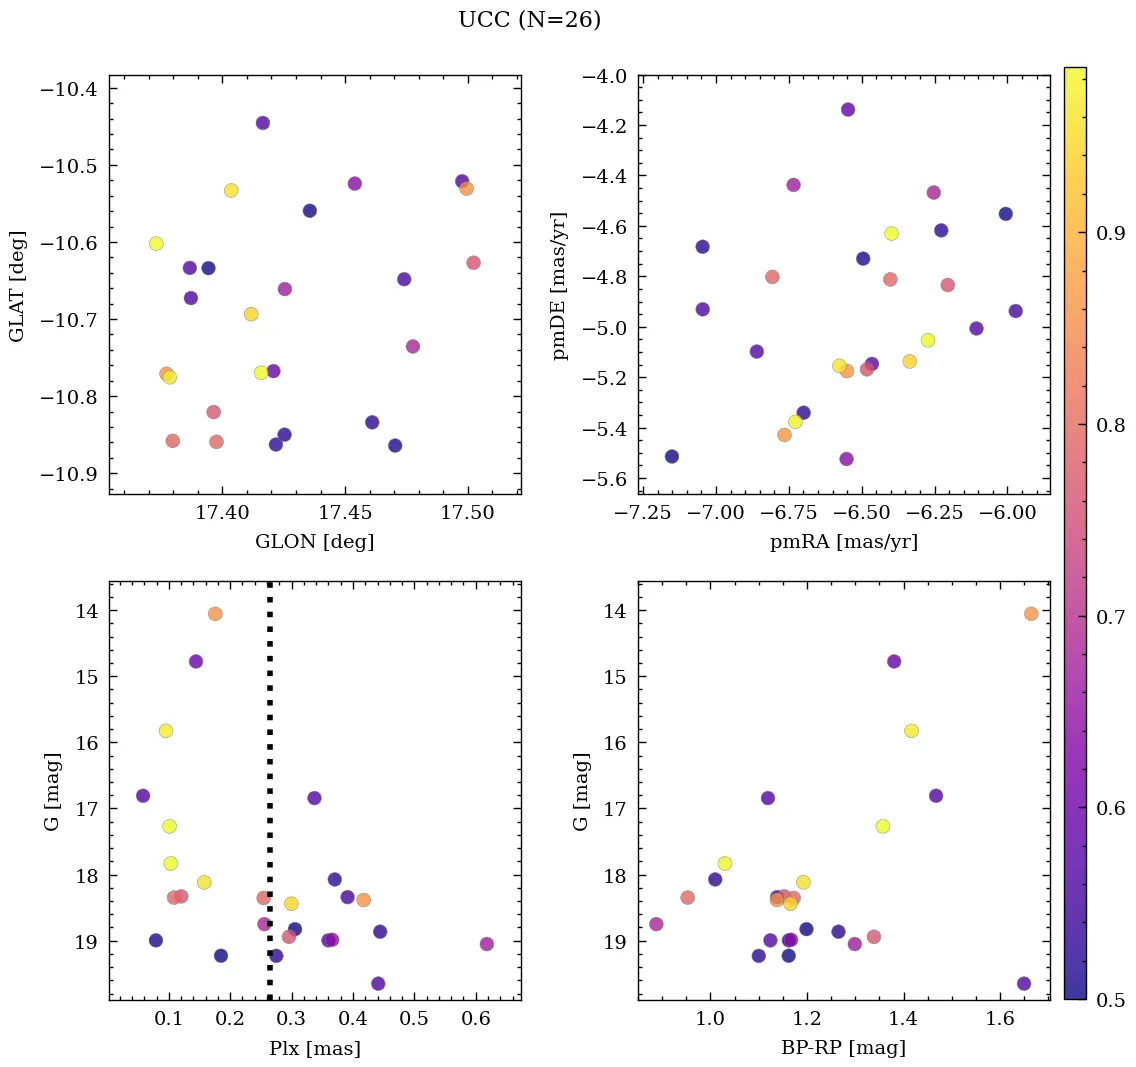 UCC (N=26)
−10.4
−10.5
−10.6
−10.7
−10.8
−10.9
GLAT [deg]
17.40 17.45 17.50
GLON [deg]
−4.0
−4.2
−4.4
−4.6
−4.8
−5.0
−5.2
−5.4
−5.6
pmDE [mas/yr]
−7.25 −7.00 −6.75 −6.50 −6.25 −6.00
pmRA [mas/yr]
14
15
16
17
18
19
G [mag]
0.1 0.2 0.3 0.4 0.5 0.6
Plx [mas]
14
15
16
17
18
19
G [mag]
1.0 1.2 1.4 1.6
BP-RP [mag]
0.9
0.8
0.7
0.6
0.5